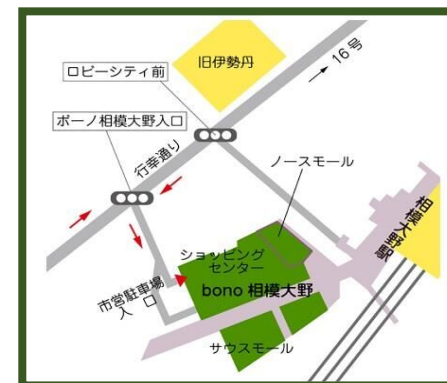 旧伊勢丹
16号
ロビーシティ前
ボーノ相模大野入口
行幸通り
ノースモール
相模大野駅
ショッピング
センター
bono 相模大野
市営駐車場
入口
サウスモール